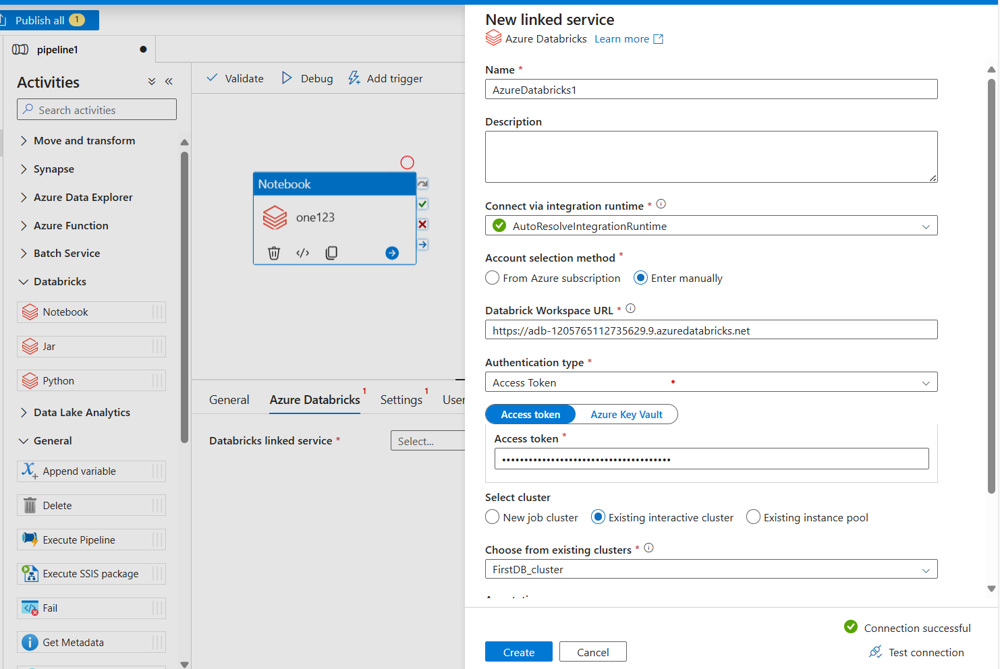 Publish all 1
pipeline1
Activities
Search activities
Move and transform
Synapse
Azure Data Explorer
Azure Function
Batch Service
Databricks
Notebook
Jar
Python
Data Lake Analytics
General
Append variable
Delete
Execute Pipeline
Execute SSIS package
Fail
Get Metadata
Validate Debug Add trigger
Notebook
one123
General Azure Databricks 1 Settings 1 User
Databricks linked service *
Select...
New linked service
Azure Databricks Learn more
Name *
AzureDatabricks1
Description
Connect via integration runtime *
AutoResolveIntegrationRuntime
Account selection method *
From Azure subscription Enter manually
Databrick Workspace URL *
https://adb-1205765112735629.9.azuredatabricks.net
Authentication type *
Access Token
Access token Azure Key Vault
Access token *
Select cluster
New job cluster Existing interactive cluster Existing instance pool
Choose from existing clusters *
FirstDB_cluster
Connection successful
Create Cancel Test connection